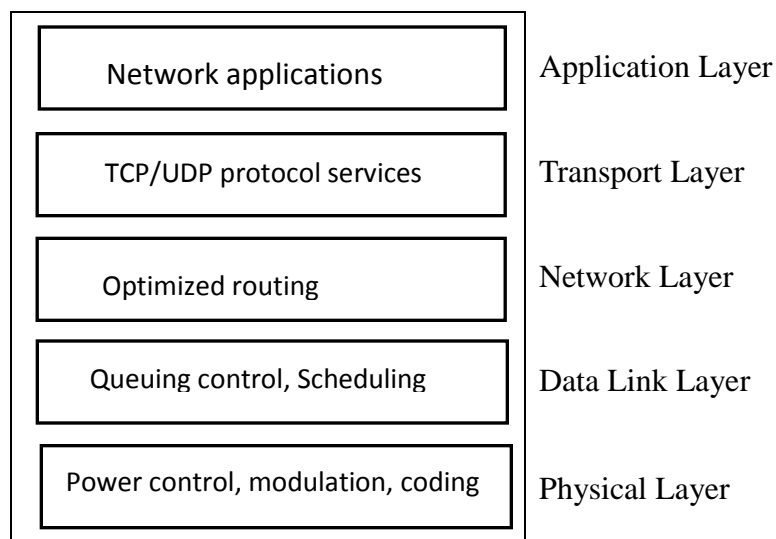 Network applications
Application Layer
TCP/UDP protocol services
Transport Layer
Optimized routing
Network Layer
Queuing control, Scheduling
Data Link Layer
Power control, modulation, coding
Physical Layer